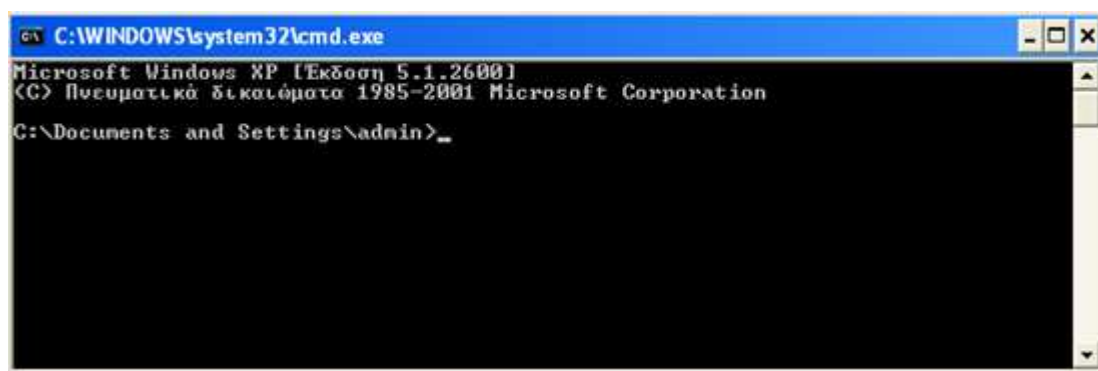 C:\WINDOWS\system32\cmd.exe
Microsoft Windows XP [Έκδοση 5.1.2600]
(C) Πνευματικά δικαιώματα 1985-2001 Microsoft Corporation
C:\Documents and Settings\admin>_